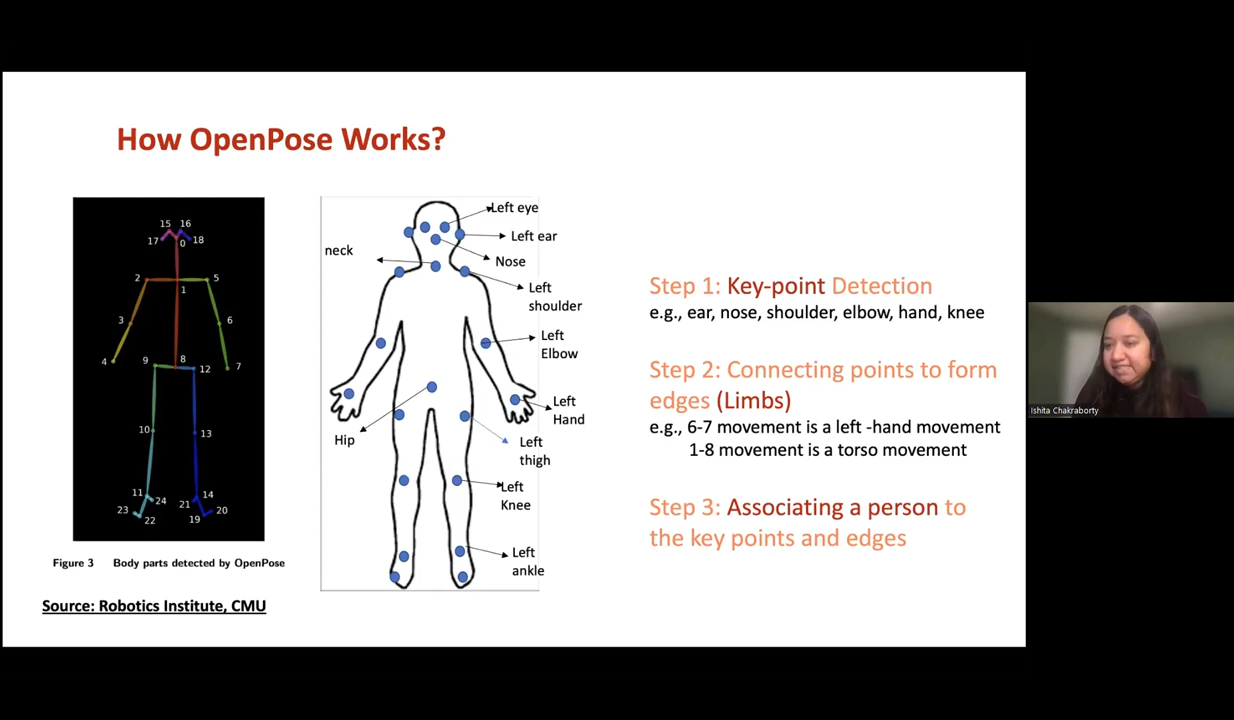 How OpenPose Works?
15 16
17 0 18
2 5
1
3 6
4 7
9 8 12
10 13
11 24 14
23 22 21 19 20
Figure 3 Body parts detected by OpenPose
Source: Robotics Institute, CMU
Left eye
Left ear
neck
Nose
Left
shoulder
Left
Elbow
Left
Hand
Hip
Left
thigh
Left
Knee
Left
ankle
Step 1: Key-point Detection
e.g., ear, nose, shoulder, elbow, hand, knee
Step 2: Connecting points to form
edges (Limbs)
e.g., 6-7 movement is a left -hand movement
1-8 movement is a torso movement
Step 3: Associating a person to
the key points and edges
Ishita Chakraborty